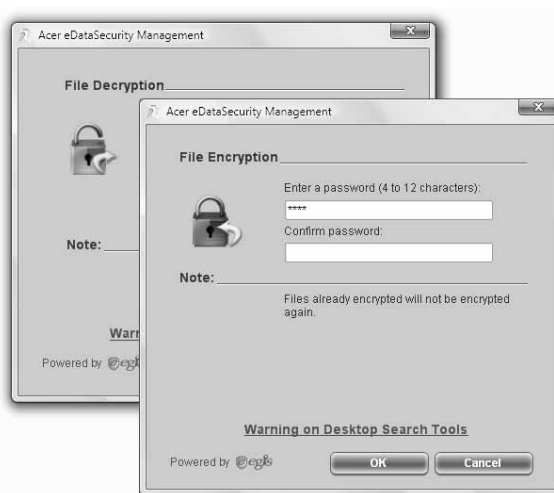 Acer eDataSecurity Management
File Decryption
Note:
Powered by egis
Acer eDataSecurity Management
File Encryption
Enter a password (4 to 12 characters):
****
Confirm password:
Note:
Files already encrypted will not be encrypted
again.
Warning on Desktop Search Tools
Powered by egis
OK
Cancel